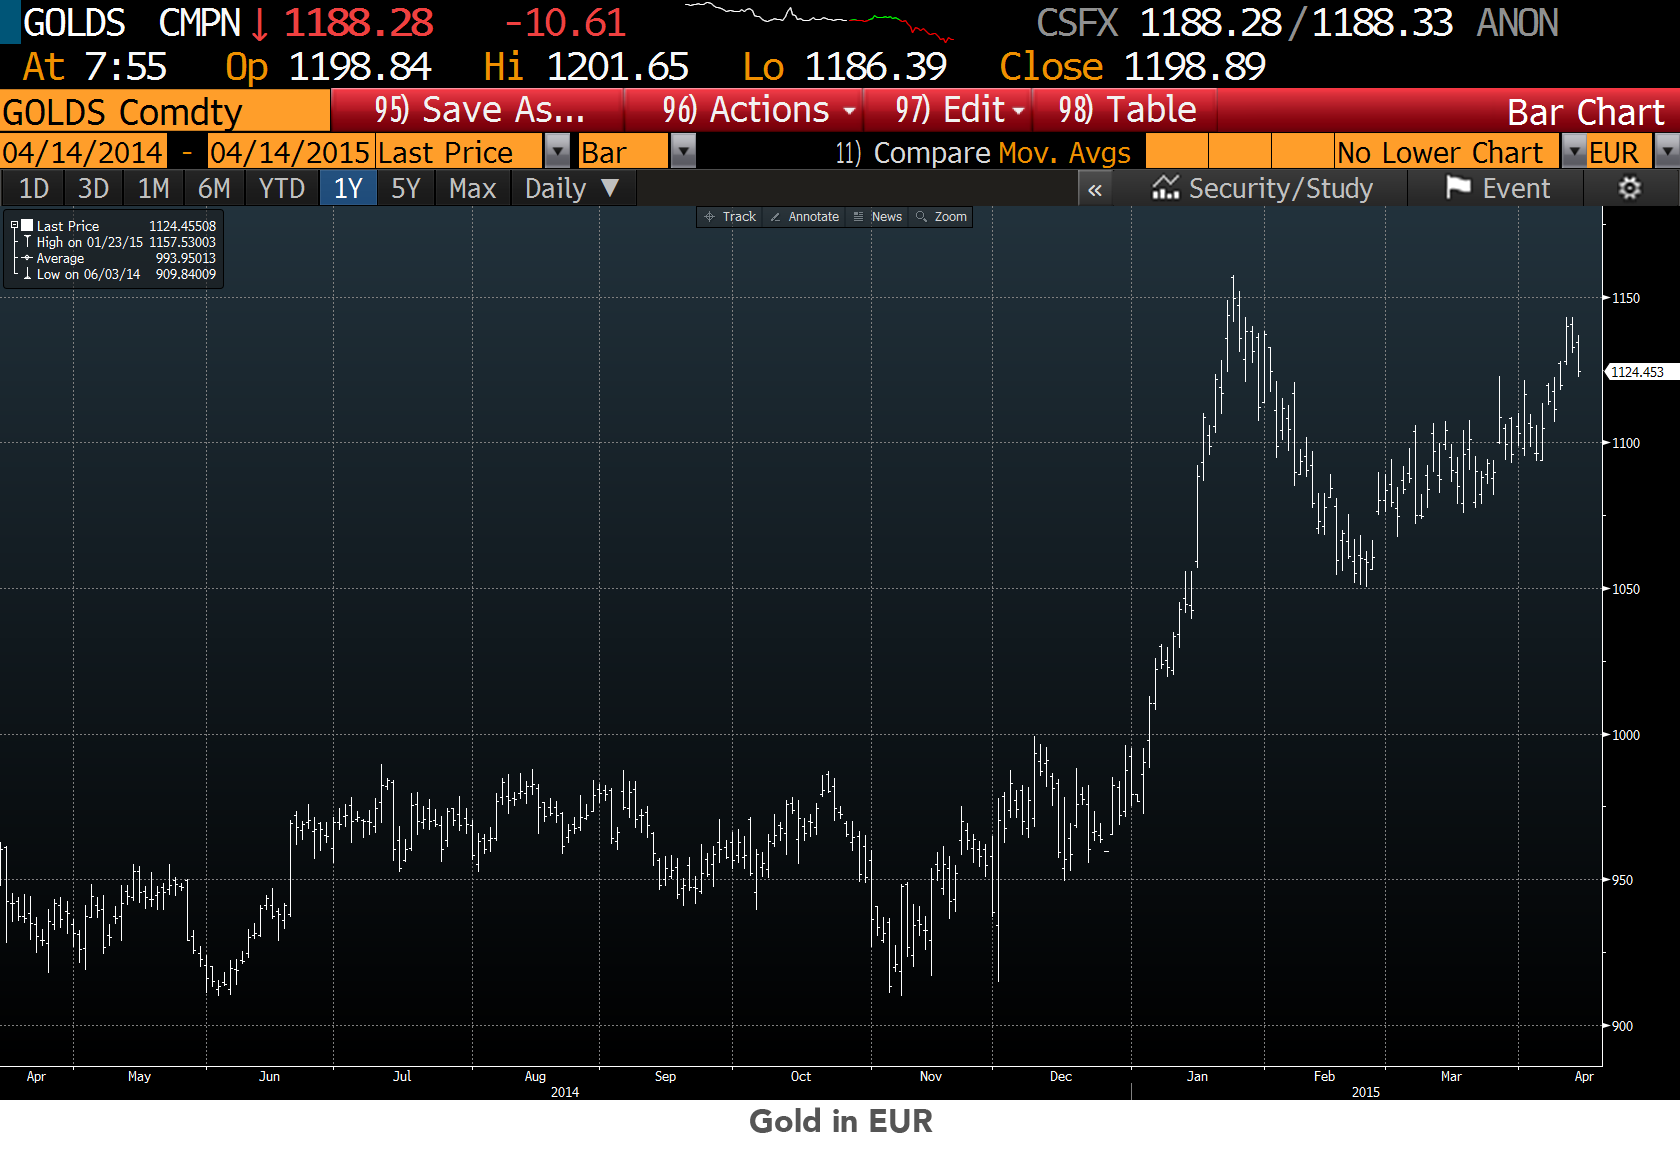 GOLDS CMPN ↓ 1188.28 -10.61 CSFX 1188.28/1188.33 ANON
At 7:55 Op 1198.84 Hi 1201.65 Lo 1186.39 Close 1198.89
GOLDS Comdty 95) Save As... 96) Actions 97) Edit 98) Table Bar Chart
04/14/2014 - 04/14/2015 Last Price Bar 11) Compare Mov. Avgs No Lower Chart EUR
1D 3D 1M 6M YTD 1Y 5Y Max Daily ▼ « Security/Study Event
Track Annotate News Zoom
Last Price 1124.45508
High on 01/23/15 1157.53003
Average 993.95013
Low on 06/03/14 909.84009
1150
1124.453
1100
1050
1000
950
900
Apr May Jun Jul Aug Sep Oct Nov Dec Jan Feb Mar Apr
2014 2015
Gold in EUR